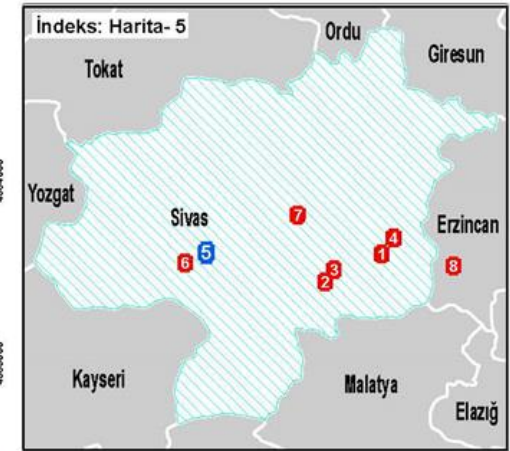 İndeks: Harita- 5
Ordu
Giresun
Tokat
Yozgat
Sivas
7
Erzincan
4
5
1
6
3
8
2
Kayseri
Malatya
Elazığ